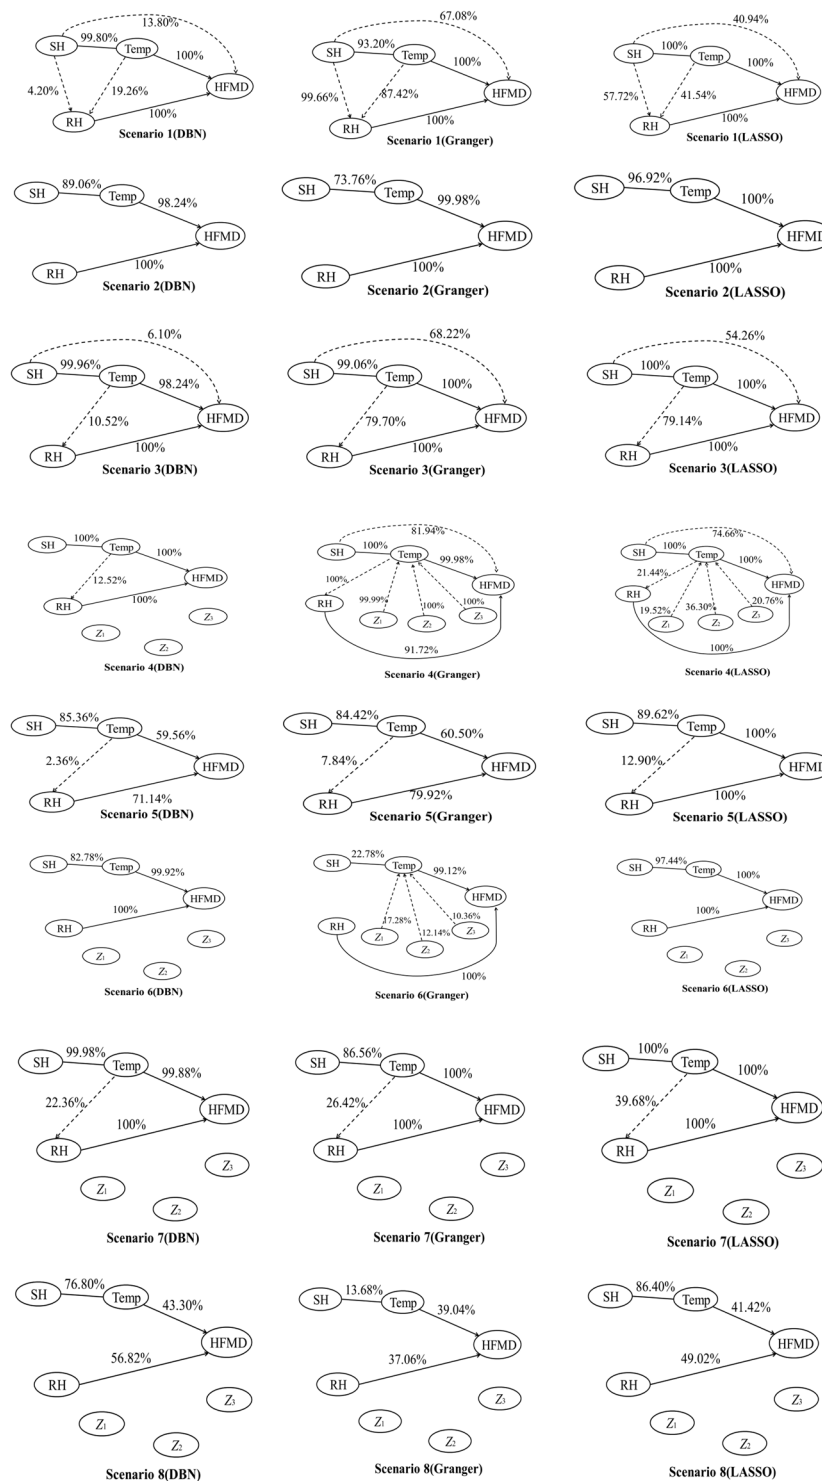 13.80%
SH
99.80%
Temp
100%
HFMD
4.20%
19.26%
100%
RH
Scenario 1(DBN)
67.08%
SH
93.20%
Temp
100%
HFMD
99.66%
87.42%
100%
RH
Scenario 1(Granger)
40.94%
SH
100%
Temp
100%
HFMD
57.72%
41.54%
100%
RH
Scenario 1(LASSO)
SH
89.06%
Temp
98.24%
HFMD
RH
100%
Scenario 2(DBN)
SH
73.76%
Temp
99.98%
HFMD
RH
100%
Scenario 2(Granger)
SH
96.92%
Temp
100%
HFMD
RH
100%
Scenario 2(LASSO)
6.10%
SH
99.96%
Temp
98.24%
HFMD
10.52%
RH
100%
Scenario 3(DBN)
68.22%
SH
99.06%
Temp
100%
HFMD
79.70%
RH
100%
Scenario 3(Granger)
54.26%
SH
100%
Temp
100%
HFMD
79.14%
RH
100%
Scenario 3(LASSO)
SH
100%
Temp
100%
HFMD
12.52%
RH
100%
Z1
Z2
Z3
Scenario 4(DBN)
81.94%
SH
100%
Temp
99.98%
HFMD
100%
RH
99.99%
100%
100%
Z1
Z2
Z3
91.72%
Scenario 4(Granger)
74.66%
SH
100%
Temp
100%
HFMD
21.44%
RH
19.52%
36.30%
20.76%
Z1
Z2
Z3
100%
Scenario 4(LASSO)
SH
85.36%
Temp
59.56%
HFMD
2.36%
RH
71.14%
Scenario 5(DBN)
SH
84.42%
Temp
60.50%
HFMD
7.84%
RH
79.92%
Scenario 5(Granger)
SH
89.62%
Temp
100%
HFMD
12.90%
RH
100%
Scenario 5(LASSO)
SH
82.78%
Temp
99.92%
HFMD
RH
100%
Z1
Z2
Z3
Scenario 6(DBN)
SH
22.78%
Temp
99.12%
HFMD
RH
17.28%
12.14%
10.36%
Z1
Z2
Z3
100%
Scenario 6(Granger)
SH
97.44%
Temp
100%
HFMD
RH
100%
Z1
Z2
Z3
Scenario 6(LASSO)
SH
99.98%
Temp
99.88%
HFMD
22.36%
RH
100%
Z1
Z2
Z3
Scenario 7(DBN)
SH
86.56%
Temp
100%
HFMD
26.42%
RH
100%
Z1
Z2
Z3
Scenario 7(Granger)
SH
100%
Temp
100%
HFMD
39.68%
RH
100%
Z1
Z2
Z3
Scenario 7(LASSO)
SH
76.80%
Temp
43.30%
HFMD
RH
56.82%
Z1
Z2
Z3
Scenario 8(DBN)
SH
13.68%
Temp
39.04%
HFMD
RH
37.06%
Z1
Z2
Z3
Scenario 8(Granger)
SH
86.40%
Temp
41.42%
HFMD
RH
49.02%
Z1
Z2
Z3
Scenario 8(LASSO)